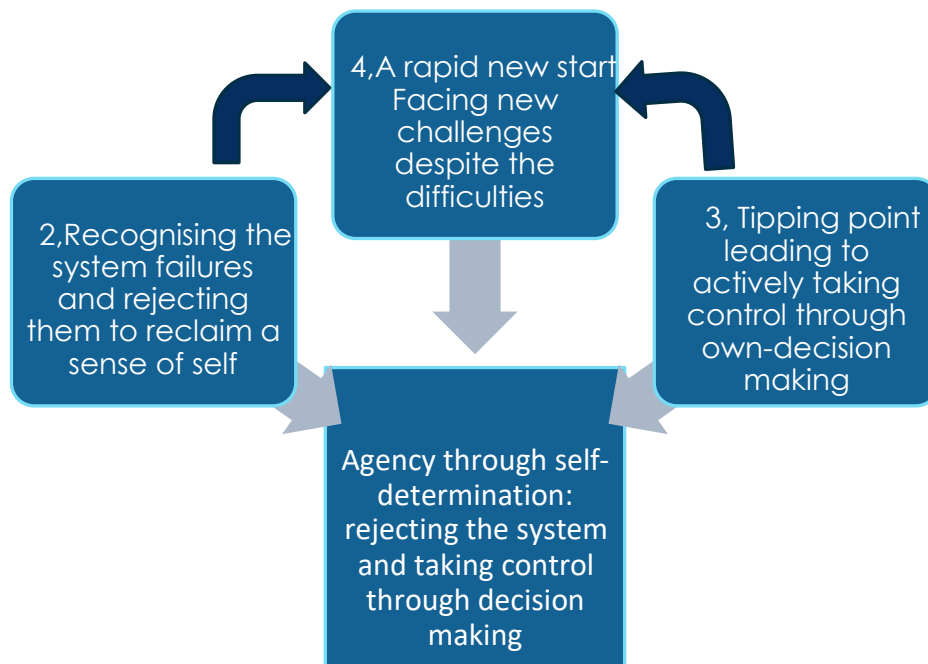 4,A rapid new start
Facing new
challenges
despite the
difficulties
2,Recognising the
system failures
and rejecting
them to reclaim a
sense of self
3, Tipping point
leading to
actively taking
control through
own-decision
making
Agency through self-
determination:
rejecting the system
and taking control
through decision
making